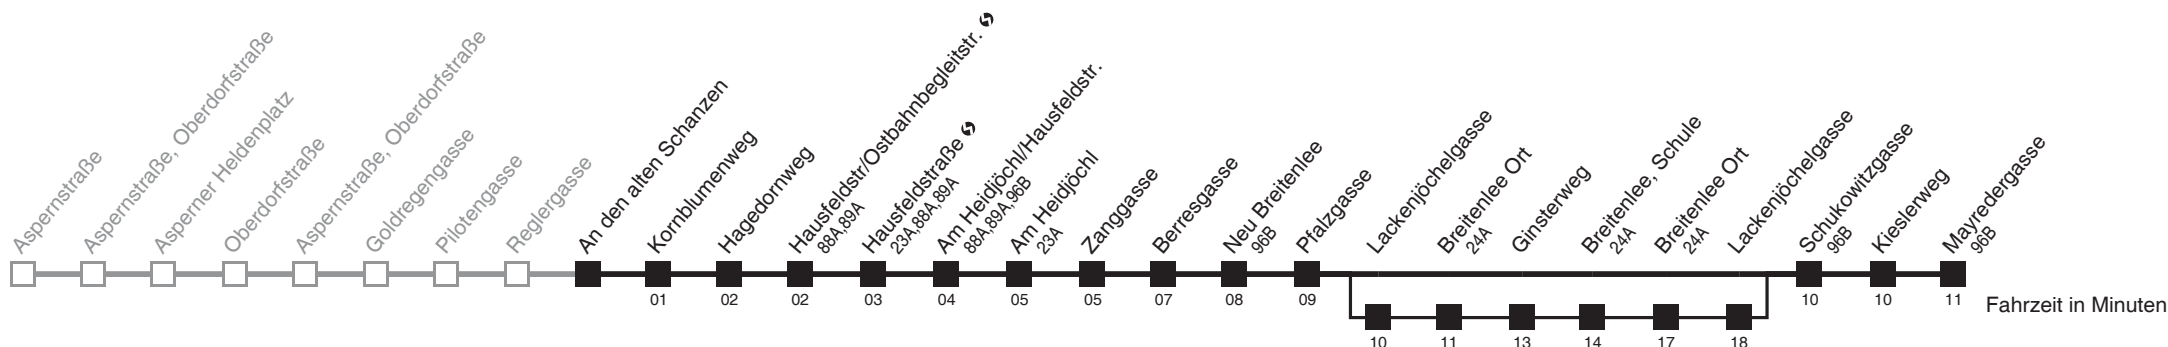 Aspernstraße
Aspernstraße, Oberdorfstraße
Asperner Heldenplatz
Oberdorfstraße
Aspernstraße, Oberdorfstraße
Goldregengasse
Pilotengasse
Reglergasse
An den alten Schanzen
Kornblumenweg
Hagedornweg
Hausfeldstr/Ostbahnbegleitstr.
88A,89A
Hausfeldstraße
23A,88A,89A
Am Heidjöchl/Hausfeldstr.
88A,89A,96B
Am Heidjöchl
23A
Zanggasse
Berresgasse
Neu Breitenlee
96B
Pfalzgasse
Lackenjöchelgasse
Breitenlee Ort
24A
Ginsterweg
Breitenlee, Schule
24A
Breitenlee Ort
24A
Lackenjöchelgasse
Schukowitzgasse
96B
Kieslerweg
Mayredergasse
96B
01 02 02 03 04 05 05 07 08 09 10 10 11
Fahrzeit in Minuten
10 11 13 14 17 18